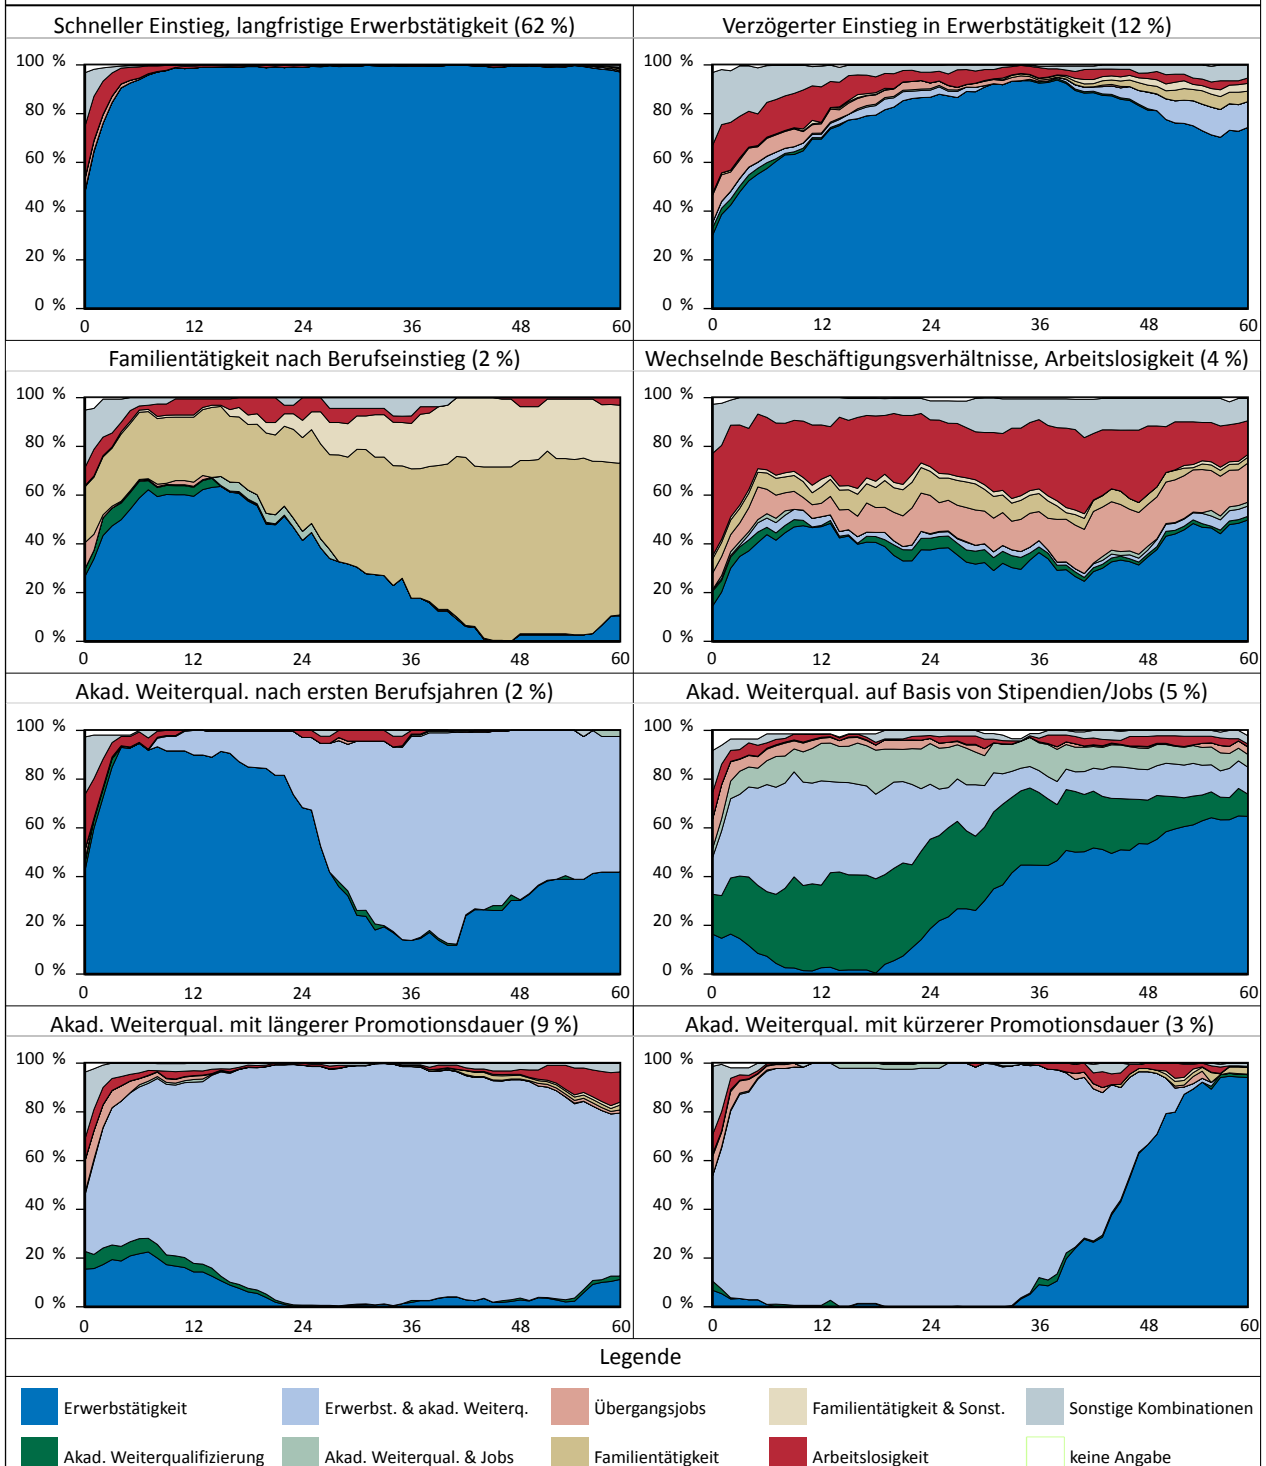 Schneller Einstieg, langfristige Erwerbstätigkeit (62 %)
100 %
80 %
60 %
40 %
20 %
0 %
0 12 24 36 48 60
Verzögerter Einstieg in Erwerbstätigkeit (12 %)
100 %
80 %
60 %
40 %
20 %
0 %
0 12 24 36 48 60
Familientätigkeit nach Berufseinstieg (2 %)
100 %
80 %
60 %
40 %
20 %
0 %
0 12 24 36 48 60
Wechselnde Beschäftigungsverhältnisse, Arbeitslosigkeit (4 %)
100 %
80 %
60 %
40 %
20 %
0 %
0 12 24 36 48 60
Akad. Weiterqual. nach ersten Berufsjahren (2 %)
100 %
80 %
60 %
40 %
20 %
0 %
0 12 24 36 48 60
Akad. Weiterqual. auf Basis von Stipendien/Jobs (5 %)
100 %
80 %
60 %
40 %
20 %
0 %
0 12 24 36 48 60
Akad. Weiterqual. mit längerer Promotionsdauer (9 %)
100 %
80 %
60 %
40 %
20 %
0 %
0 12 24 36 48 60
Akad. Weiterqual. mit kürzerer Promotionsdauer (3 %)
100 %
80 %
60 %
40 %
20 %
0 %
0 12 24 36 48 60
Legende
Erwerbstätigkeit
Erwerbst. & akad. Weiterq.
Übergangsjobs
Familientätigkeit & Sonst.
Sonstige Kombinationen
Akad. Weiterqualifizierung
Akad. Weiterqual. & Jobs
Familientätigkeit
Arbeitslosigkeit
keine Angabe